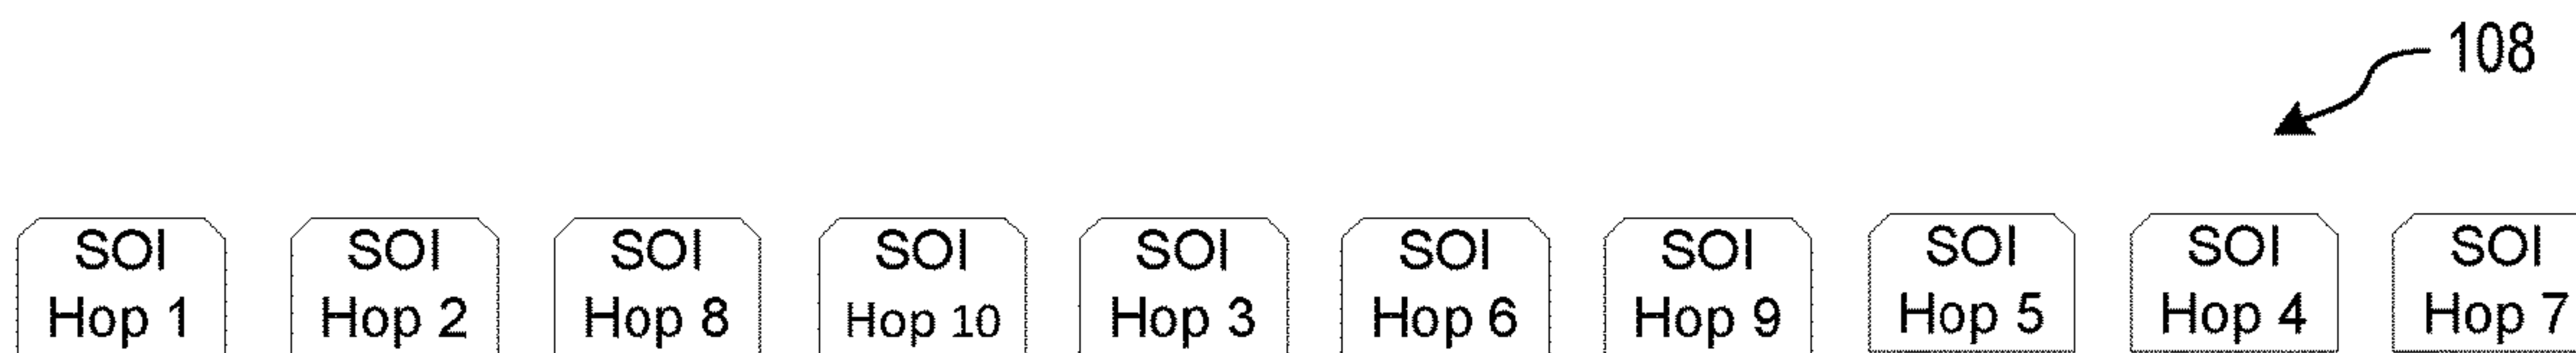 108
SOI SOI SOI SOI SOI SOI SOI SOI SOI SOI
Hop 1 Hop 2 Hop 8 Hop 10 Hop 3 Hop 6 Hop 9 Hop 5 Hop 4 Hop 7